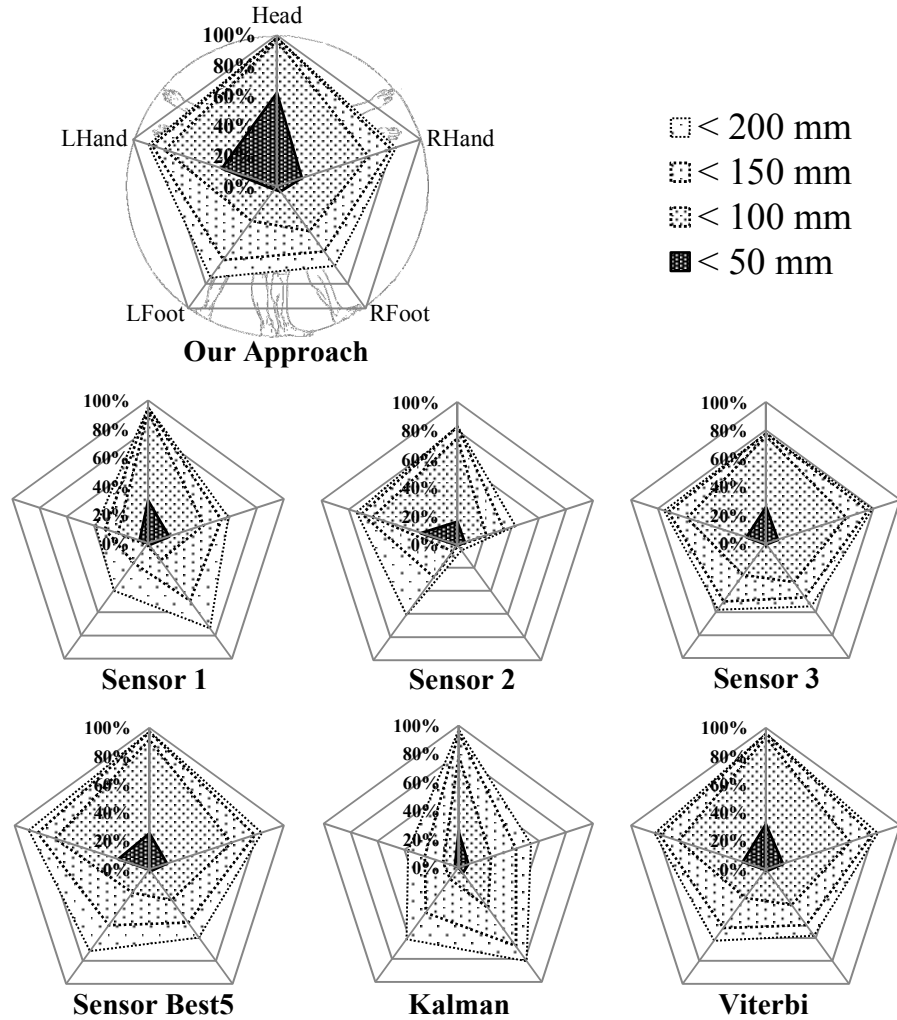 Head
100%
80%
60%
40%
20%
0%
LHand
RHand
LFoot
RFoot
Our Approach
< 200 mm
< 150 mm
< 100 mm
< 50 mm
100%
80%
60%
40%
20%
0%
Sensor 1
100%
80%
60%
40%
20%
0%
Sensor 2
100%
80%
60%
40%
20%
0%
Sensor 3
100%
80%
60%
40%
20%
0%
Sensor Best5
100%
80%
60%
40%
20%
0%
Kalman
100%
80%
60%
40%
20%
0%
Viterbi